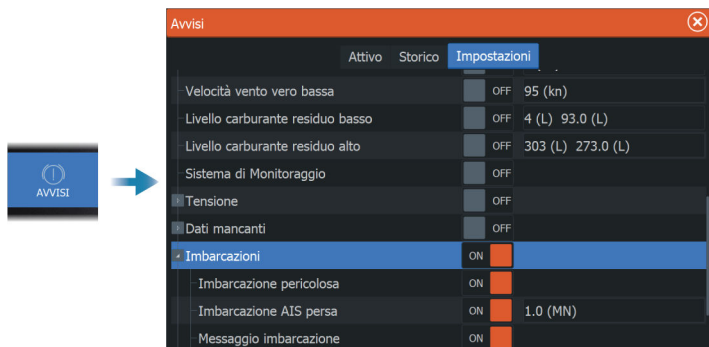 Avvisi
Attivo Storico Impostazioni
Velocità vento vero bassa OFF 95 (kn)
Livello carburante residuo basso OFF 4 (L) 93.0 (L)
Livello carburante residuo alto OFF 303 (L) 273.0 (L)
Sistema di Monitoraggio OFF
AVVISI
Tensione OFF
Dati mancanti OFF
Imbarcazioni ON
Imbarcazione pericolosa ON
Imbarcazione AIS persa ON 1.0 (MN)
Messaggio imbarcazione ON